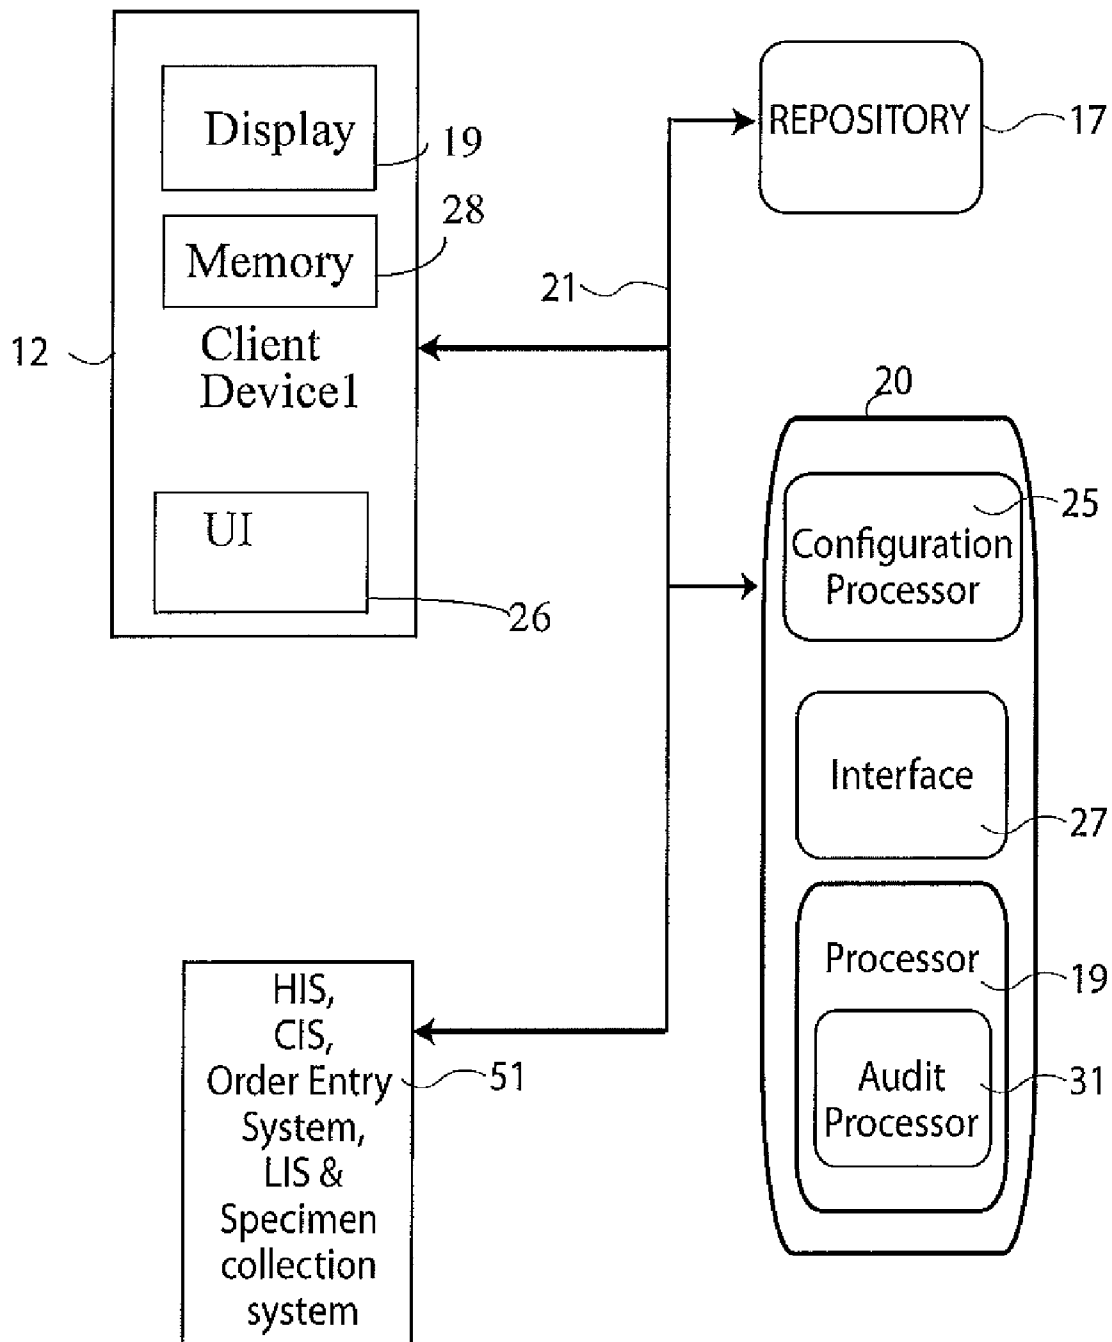 Display
19
Memory
28
Client
Device1
12
UI
26
REPOSITORY
17
21
20
25
Configuration
Processor
Interface
27
Processor
19
Audit
Processor
31
HIS,
CIS,
Order Entry
System,
LIS &
Specimen
collection
system
51